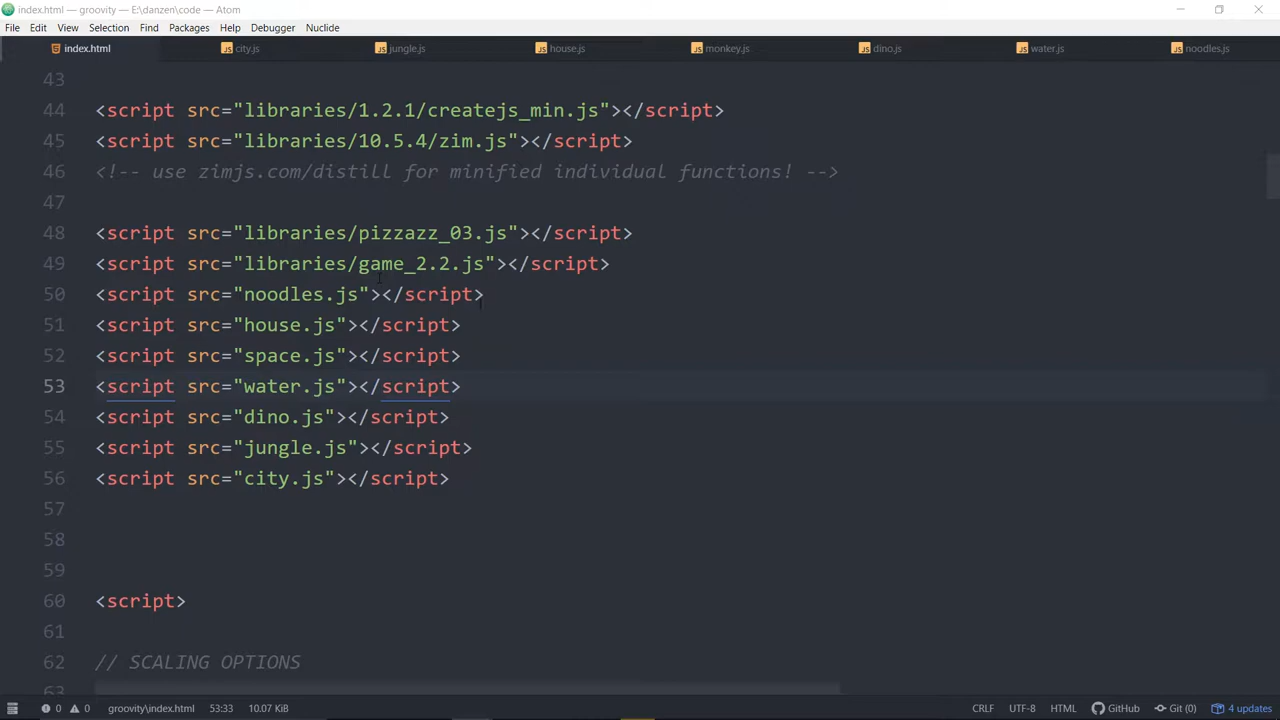 index.html — groovity — E:\danzen\code — Atom
File Edit View Selection Find Packages Help Debugger Nuclide
index.html city.js jungle.js house.js monkey.js dino.js water.js noodles.js
43
44 <script src="libraries/1.2.1/createjs_min.js"></script>
45 <script src="libraries/10.5.4/zim.js"></script>
46 <!-- use zimjs.com/distill for minified individual functions! -->
47
48 <script src="libraries/pizzazz_03.js"></script>
49 <script src="libraries/game_2.2.js"></script>
50 <script src="noodles.js"></script>
51 <script src="house.js"></script>
52 <script src="space.js"></script>
53 <script src="water.js"></script>
54 <script src="dino.js"></script>
55 <script src="jungle.js"></script>
56 <script src="city.js"></script>
57
58
59
60 <script>
61
62 // SCALING OPTIONS
63
0 0 groovity\index.html 53:33 CRLF UTF-8 HTML GitHub Git (0) 4 updates